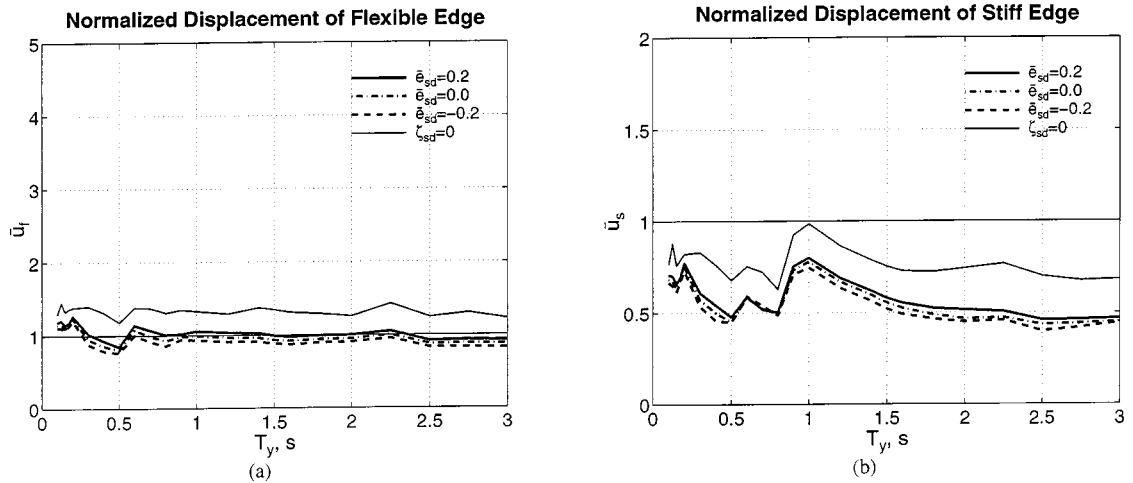 Normalized Displacement of Flexible Edge
5
4
3
2
1
0
0
0.5
1
1.5
2
2.5
3
ū_f
T_y, s
ē_sd=0.2
ē_sd=0.0
ē_sd=−0.2
ζ_sd=0
(a)
Normalized Displacement of Stiff Edge
2
1.5
1
0.5
0
0
0.5
1
1.5
2
2.5
3
ū_s
T_y, s
ē_sd=0.2
ē_sd=0.0
ē_sd=−0.2
ζ_sd=0
(b)